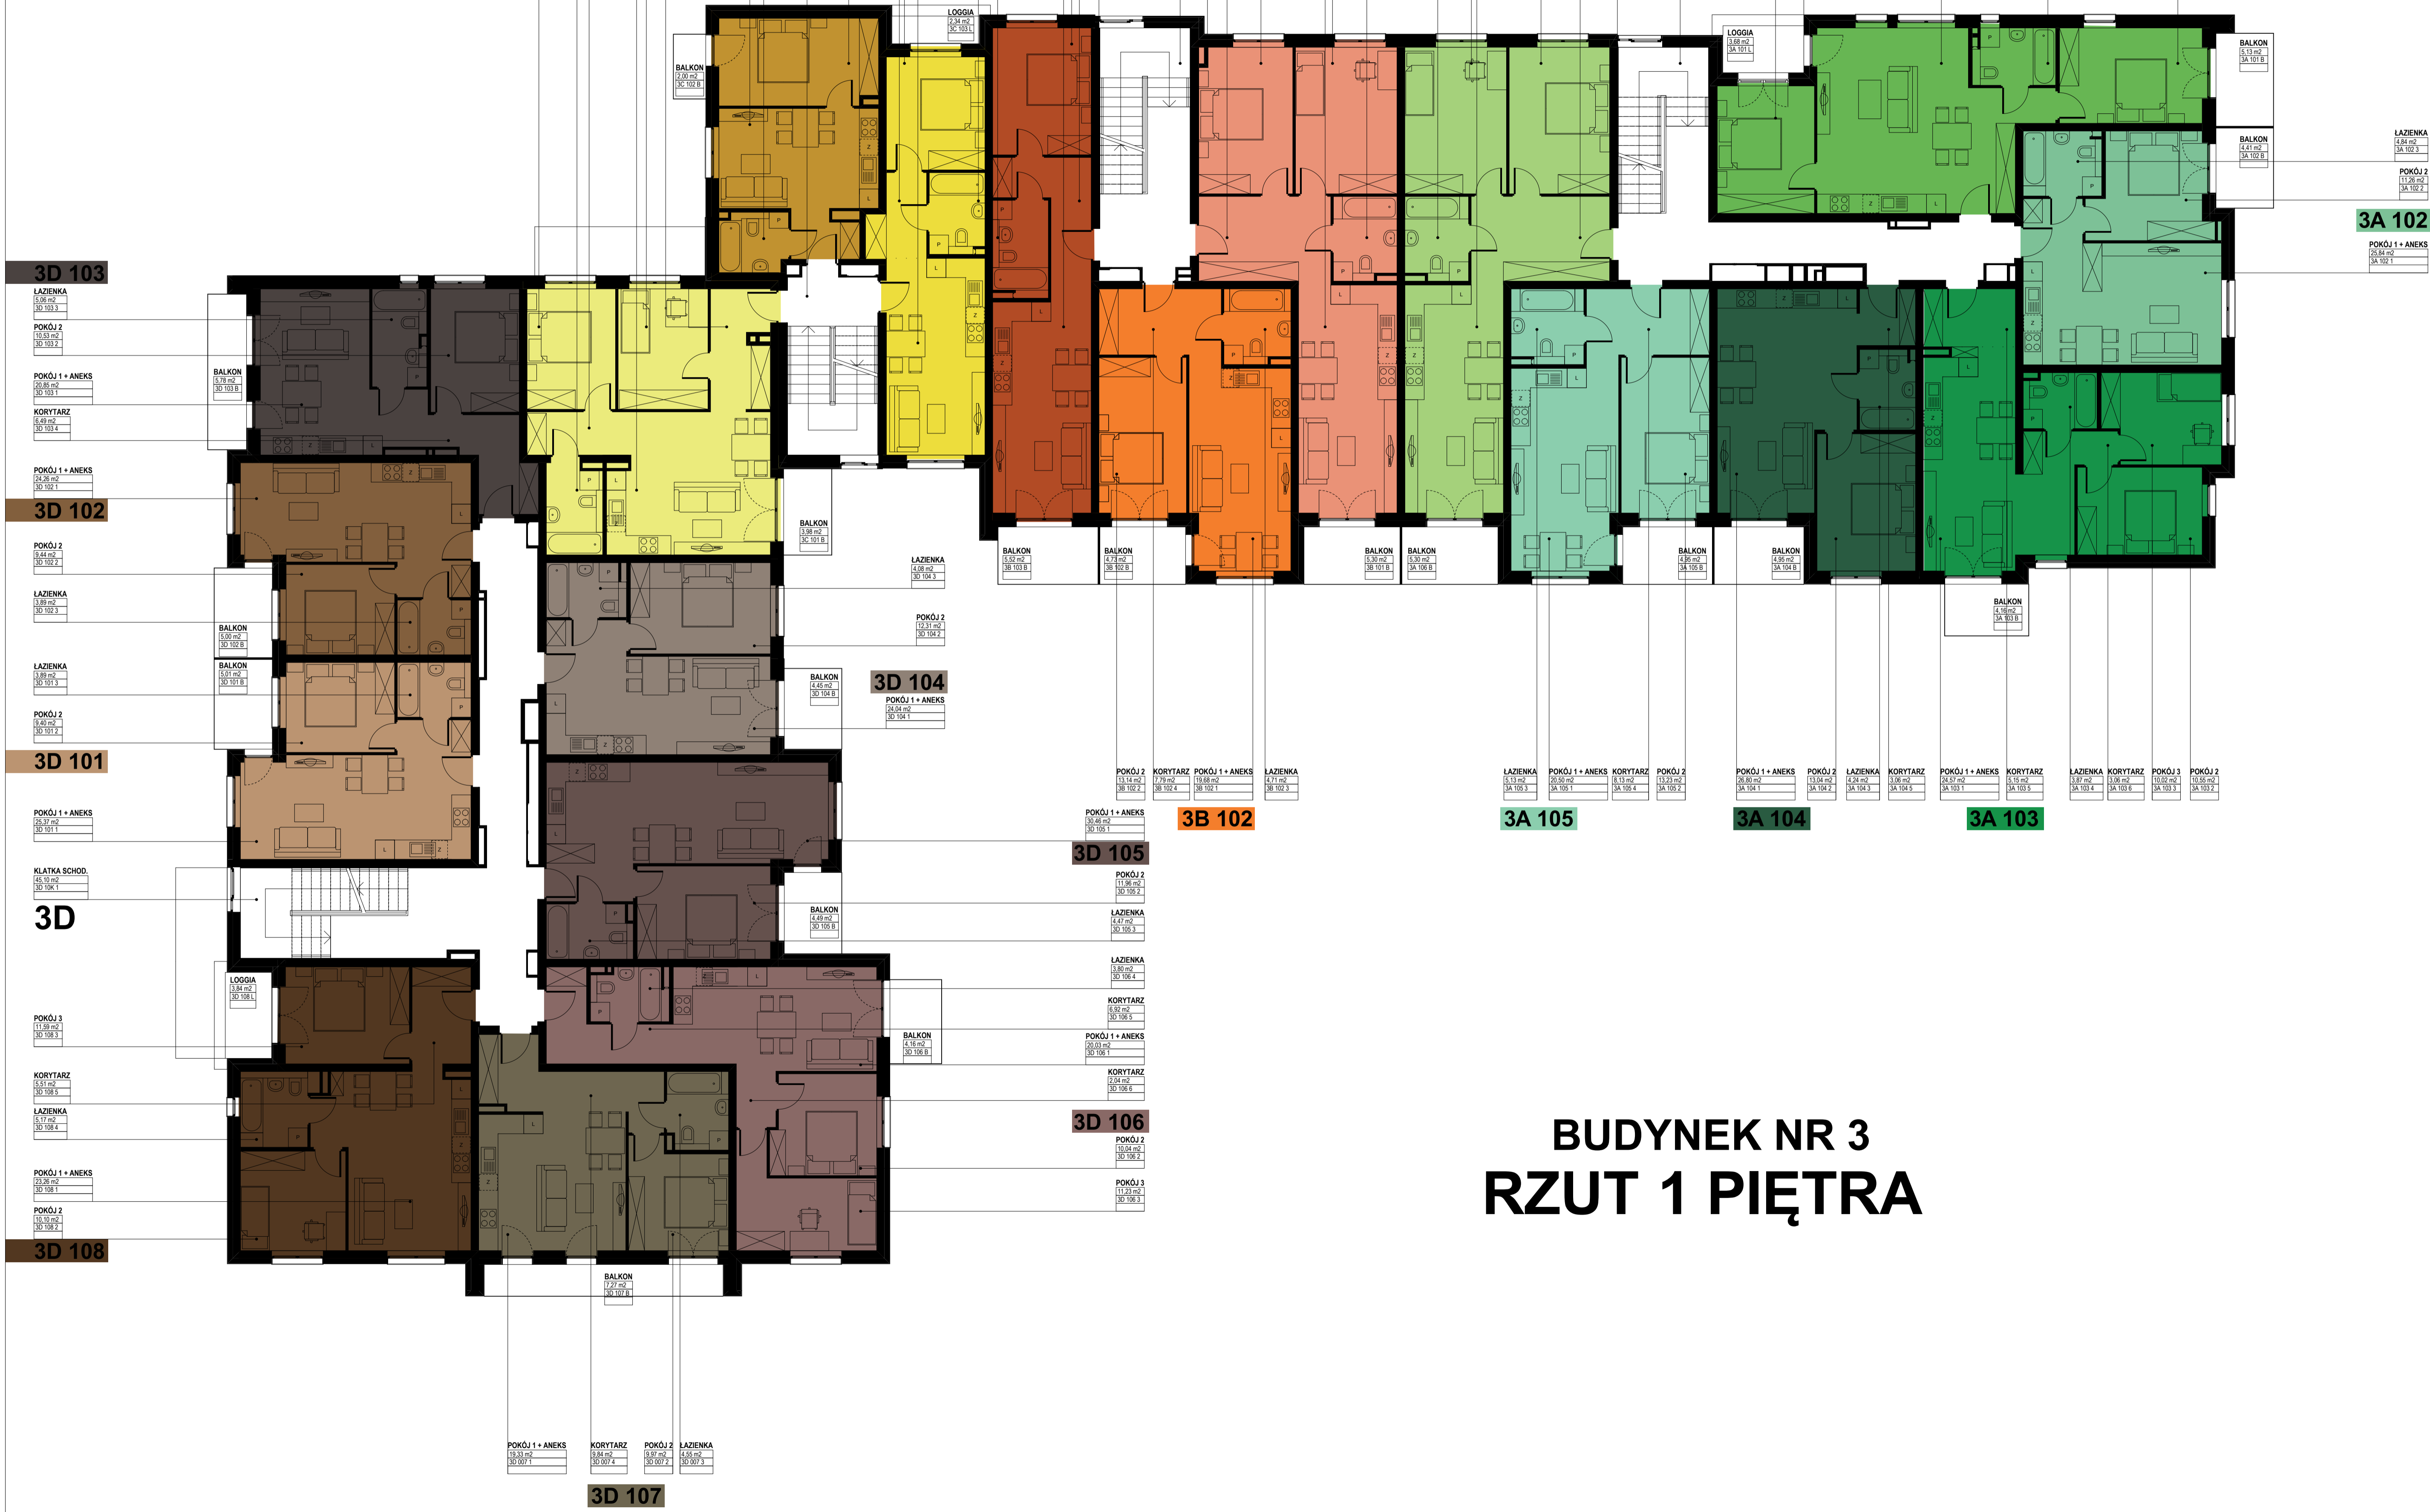 LOGGIA
2,34 m2
3C 103 L
BALKON
2,00 m2
3C 102 B
LOGGIA
3,68 m2
3A 101 L
BALKON
5,13 m2
3A 101 B
BALKON
4,41 m2
3A 102 B
ŁAZIENKA
4,84 m2
3A 102 3
POKÓJ 2
11,26 m2
3A 102 2
3A 102
POKÓJ 1 + ANEKS
25,84 m2
3A 102 1
3D 103
ŁAZIENKA
5,06 m2
3D 103 3
POKÓJ 2
10,53 m2
3D 103 2
BALKON
5,78 m2
3D 103 B
POKÓJ 1 + ANEKS
20,85 m2
3D 103 1
KORYTARZ
6,49 m2
3D 103 4
POKÓJ 1 + ANEKS
24,26 m2
3D 102 1
3D 102
POKÓJ 2
9,44 m2
3D 102 2
ŁAZIENKA
3,89 m2
3D 102 3
BALKON
5,00 m2
3D 102 B
BALKON
5,01 m2
3D 101 B
ŁAZIENKA
3,89 m2
3D 101 3
POKÓJ 2
9,40 m2
3D 101 2
3D 101
POKÓJ 1 + ANEKS
25,37 m2
3D 101 1
KLATKA SCHOD.
45,10 m2
3D 10K 1
3D
LOGGIA
3,84 m2
3D 108 L
POKÓJ 3
11,59 m2
3D 108 3
KORYTARZ
5,51 m2
3D 108 5
ŁAZIENKA
5,17 m2
3D 108 4
POKÓJ 1 + ANEKS
23,26 m2
3D 108 1
POKÓJ 2
10,10 m2
3D 108 2
3D 108
BALKON
3,98 m2
3C 101 B
ŁAZIENKA
4,08 m2
3D 104 3
POKÓJ 2
12,31 m2
3D 104 2
BALKON
4,45 m2
3D 104 B
3D 104
POKÓJ 1 + ANEKS
24,04 m2
3D 104 1
BALKON
5,52 m2
3B 103 B
BALKON
4,73 m2
3B 102 B
BALKON
5,30 m2
3B 101 B
BALKON
5,30 m2
3A 106 B
BALKON
4,95 m2
3A 105 B
BALKON
4,95 m2
3A 104 B
BALKON
4,16 m2
3A 103 B
POKÓJ 2
13,14 m2
3B 102 2
KORYTARZ
7,79 m2
3B 102 4
POKÓJ 1 + ANEKS
19,68 m2
3B 102 1
ŁAZIENKA
4,71 m2
3B 102 3
3B 102
ŁAZIENKA
5,13 m2
3A 105 3
POKÓJ 1 + ANEKS
20,50 m2
3A 105 1
KORYTARZ
8,13 m2
3A 105 4
POKÓJ 2
13,23 m2
3A 105 2
3A 105
POKÓJ 1 + ANEKS
26,80 m2
3A 104 1
POKÓJ 2
13,04 m2
3A 104 2
ŁAZIENKA
4,24 m2
3A 104 3
KORYTARZ
3,06 m2
3A 104 5
3A 104
POKÓJ 1 + ANEKS
24,57 m2
3A 103 1
KORYTARZ
5,15 m2
3A 103 5
ŁAZIENKA
3,87 m2
3A 103 4
KORYTARZ
3,06 m2
3A 103 6
POKÓJ 3
10,02 m2
3A 103 3
POKÓJ 2
10,55 m2
3A 103 2
3A 103
POKÓJ 1 + ANEKS
30,46 m2
3D 105 1
3D 105
POKÓJ 2
11,96 m2
3D 105 2
BALKON
4,49 m2
3D 105 B
ŁAZIENKA
4,47 m2
3D 105 3
ŁAZIENKA
3,80 m2
3D 106 4
KORYTARZ
6,92 m2
3D 106 5
BALKON
4,16 m2
3D 106 B
POKÓJ 1 + ANEKS
20,03 m2
3D 106 1
KORYTARZ
2,04 m2
3D 106 6
3D 106
POKÓJ 2
10,04 m2
3D 106 2
POKÓJ 3
11,23 m2
3D 106 3
BALKON
7,27 m2
3D 107 B
POKÓJ 1 + ANEKS
19,33 m2
3D 007 1
KORYTARZ
9,84 m2
3D 007 4
POKÓJ 2
9,97 m2
3D 007 2
ŁAZIENKA
4,55 m2
3D 007 3
3D 107
BUDYNEK NR 3
RZUT 1 PIĘTRA